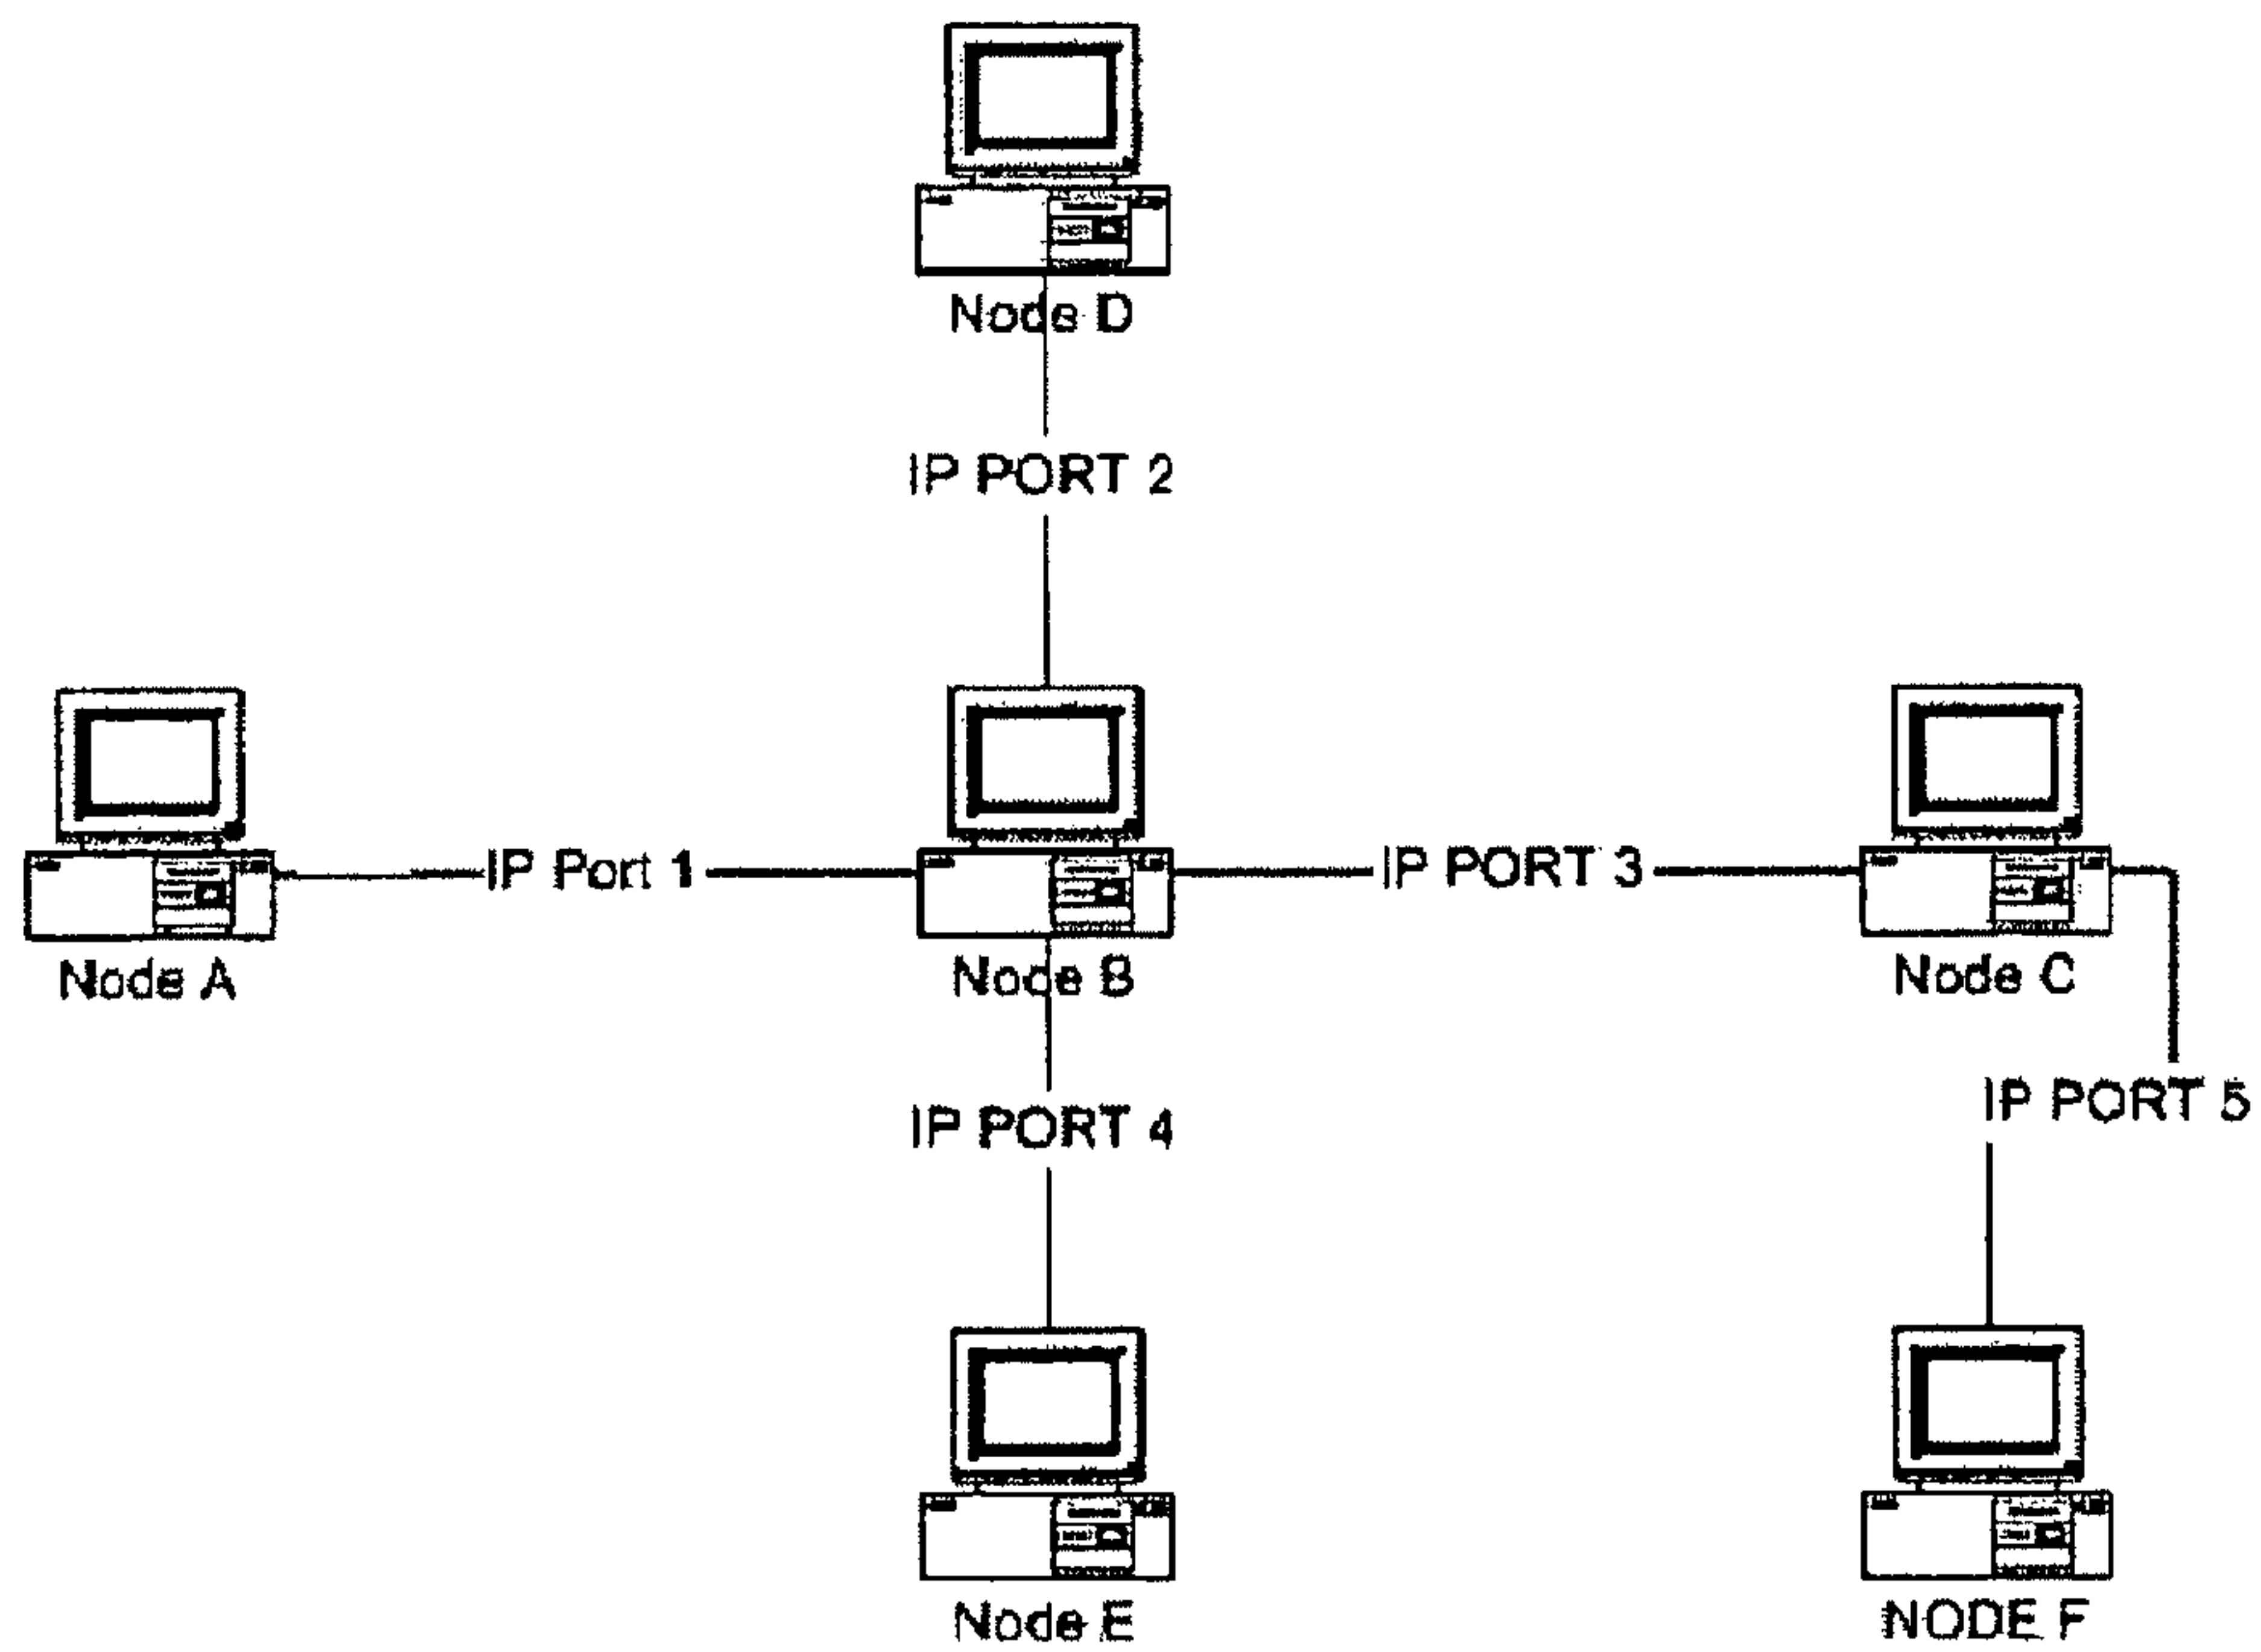 Node D
IP PORT 2
IP Port 1
IP PORT 3
Node A
Node B
Node C
IP PORT 5
IP PORT 4
Node E
NODE F